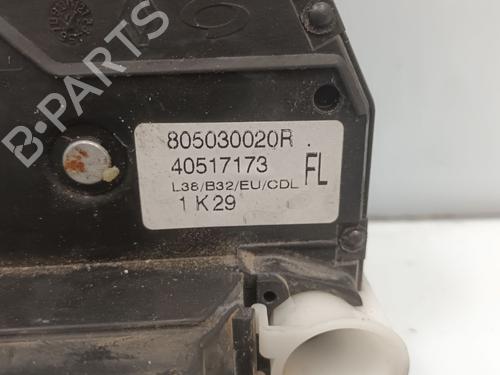 805030020R
40517173
FL
L38/B32/EU/CDL
1 K29
B-PARTS